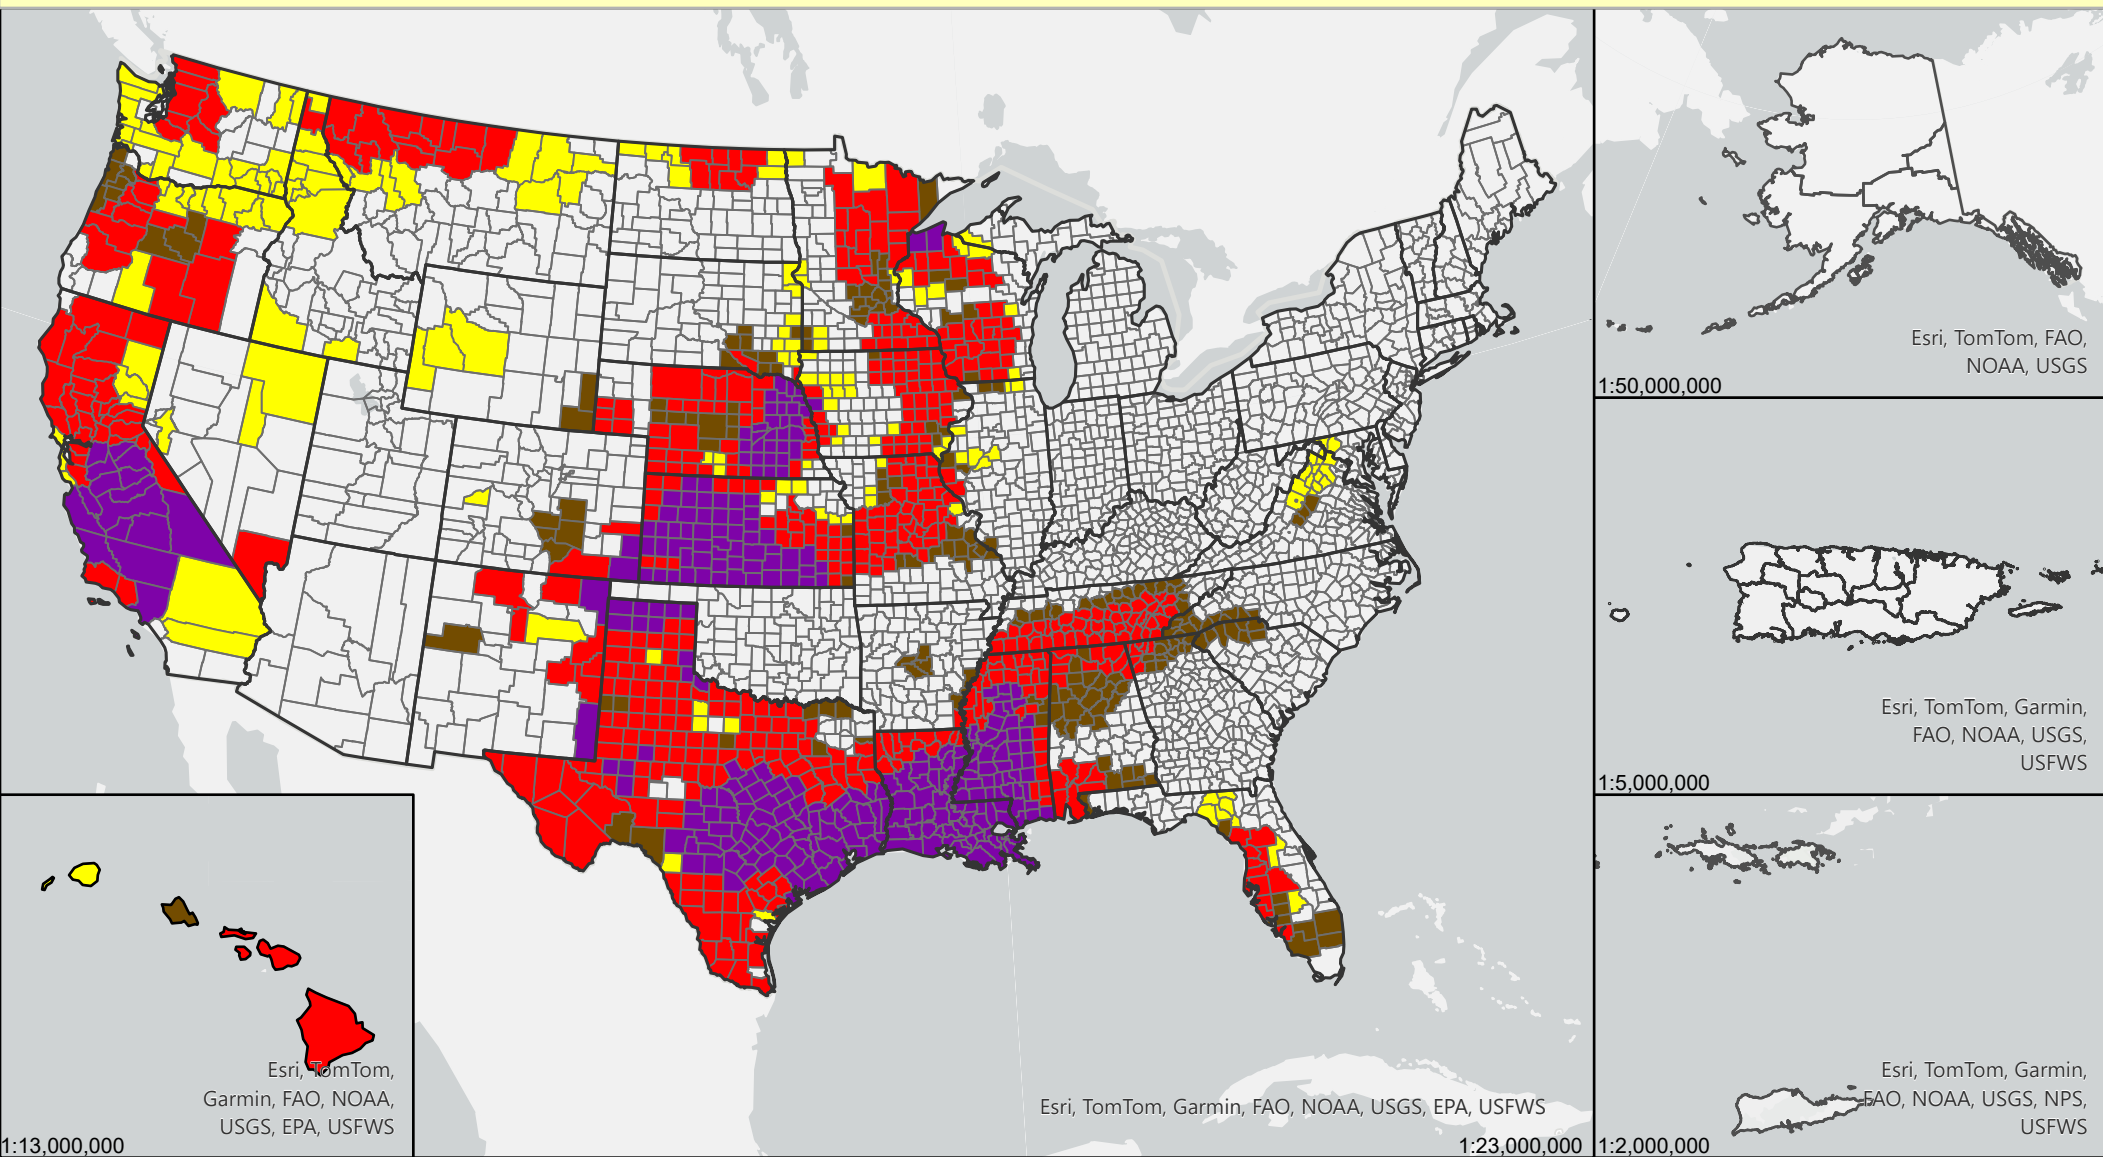 Esri, TomTom, FAO,
NOAA, USGS
1:50,000,000
Esri, TomTom, Garmin,
FAO, NOAA, USGS,
USFWS
1:5,000,000
Esri, TomTom,
Garmin, FAO, NOAA,
USGS, EPA, USFWS
1:13,000,000
Esri, TomTom, Garmin, FAO, NOAA, USGS, EPA, USFWS
1:23,000,000
Esri, TomTom, Garmin,
FAO, NOAA, USGS, NPS,
USFWS
1:2,000,000